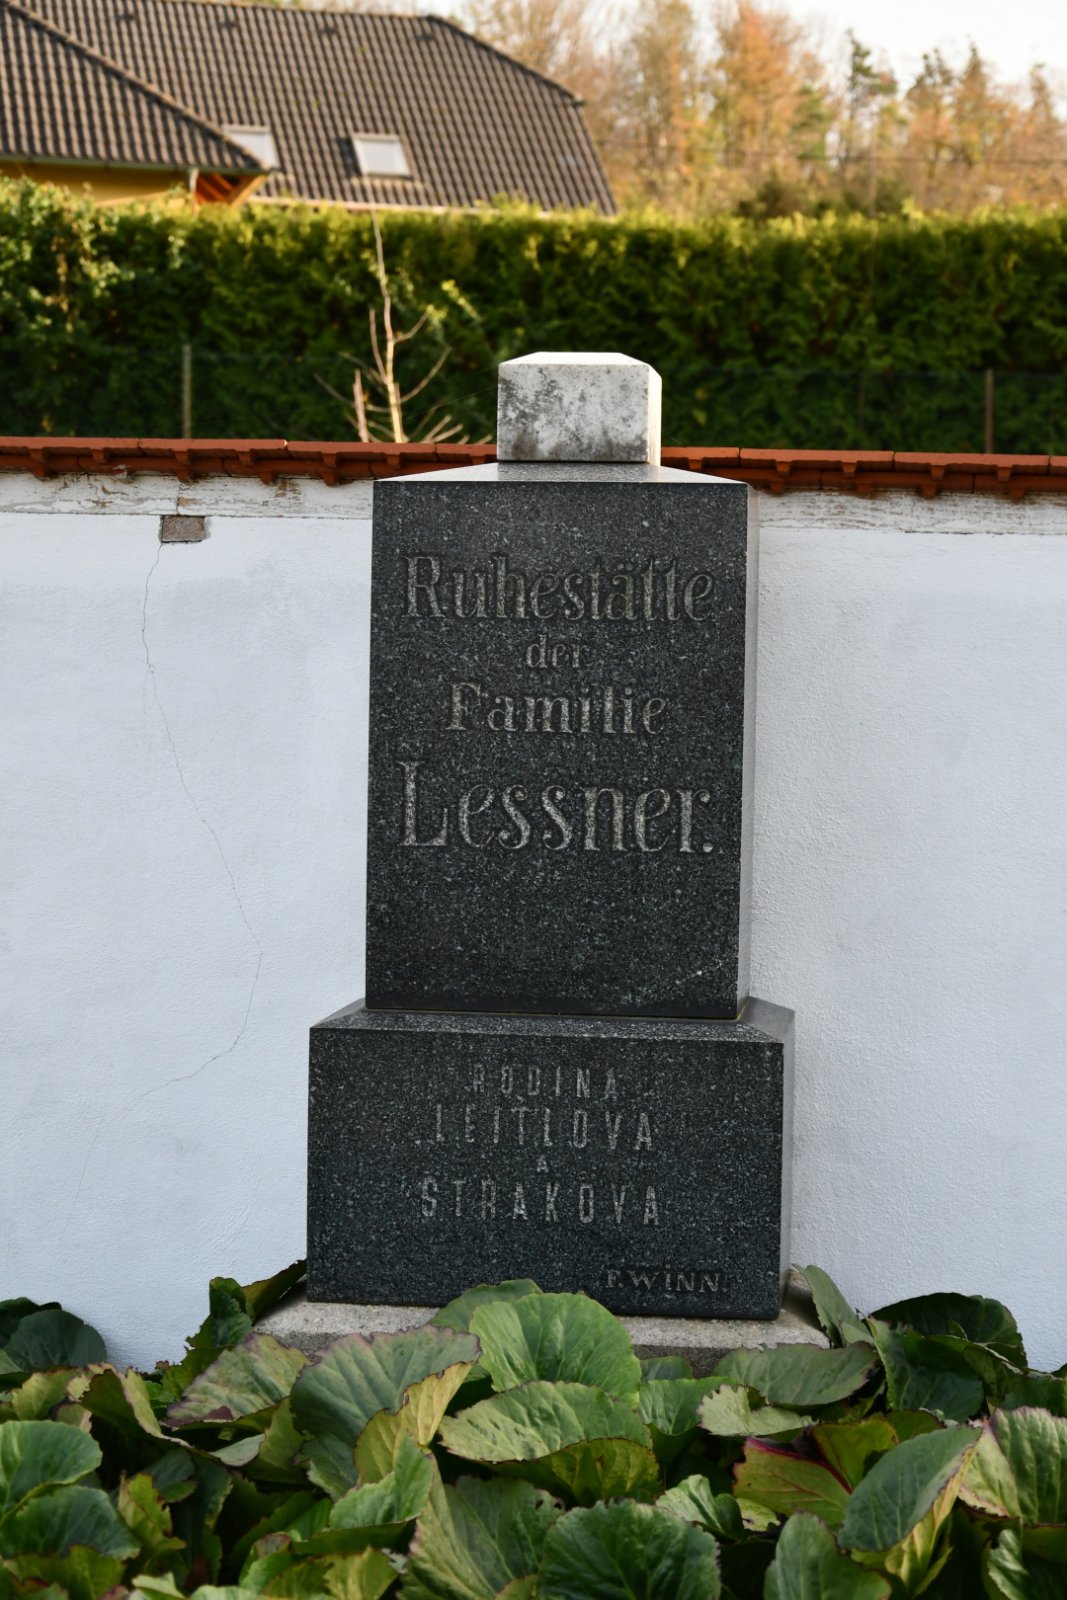 Ruhestätte
der
Familie
Lessner.
RODINA
LEITLOVA
A
STRAKOVA
F. WINN.